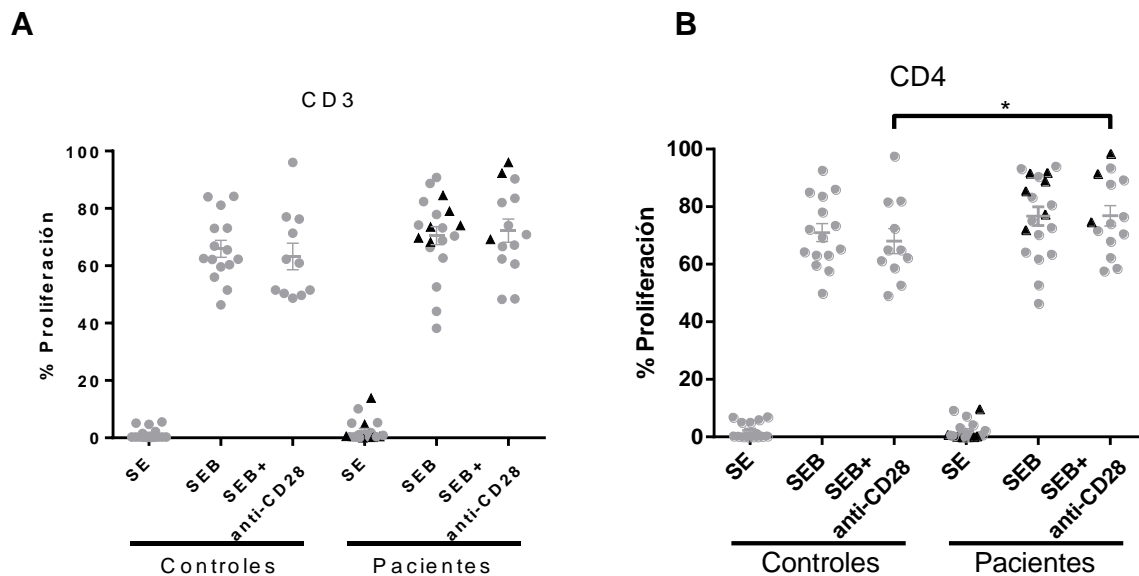 A
CD3
% Proliferación
100
80
60
40
20
0
SE
SEB
SEB+
anti-CD28
SE
SEB
SEB+
anti-CD28
Controles
Pacientes
B
CD4
*
% Proliferación
100
80
60
40
20
0
SE
SEB
SEB+
anti-CD28
SE
SEB
SEB+
anti-CD28
Controles
Pacientes